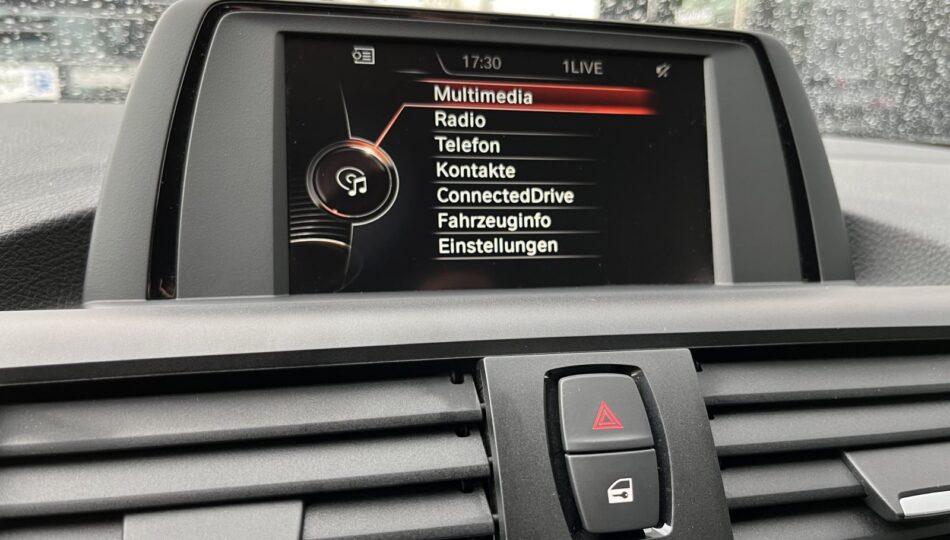 17:30 1LIVE
Multimedia
Radio
Telefon
Kontakte
ConnectedDrive
Fahrzeuginfo
Einstellungen